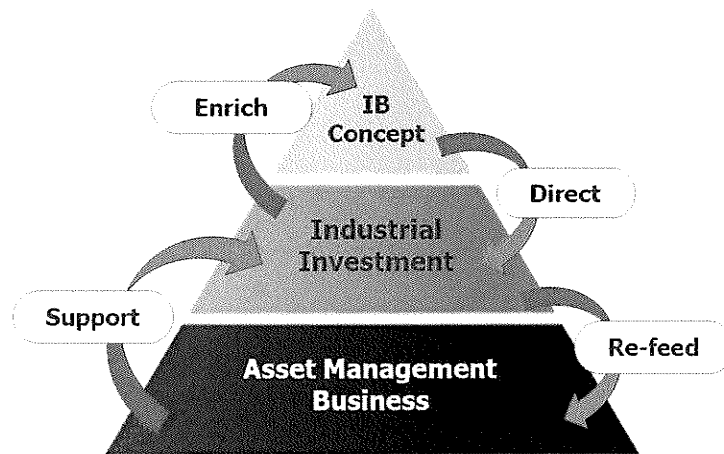 Enrich
IB
Concept
Direct
Industrial
Investment
Support
Re-feed
Asset Management
Business